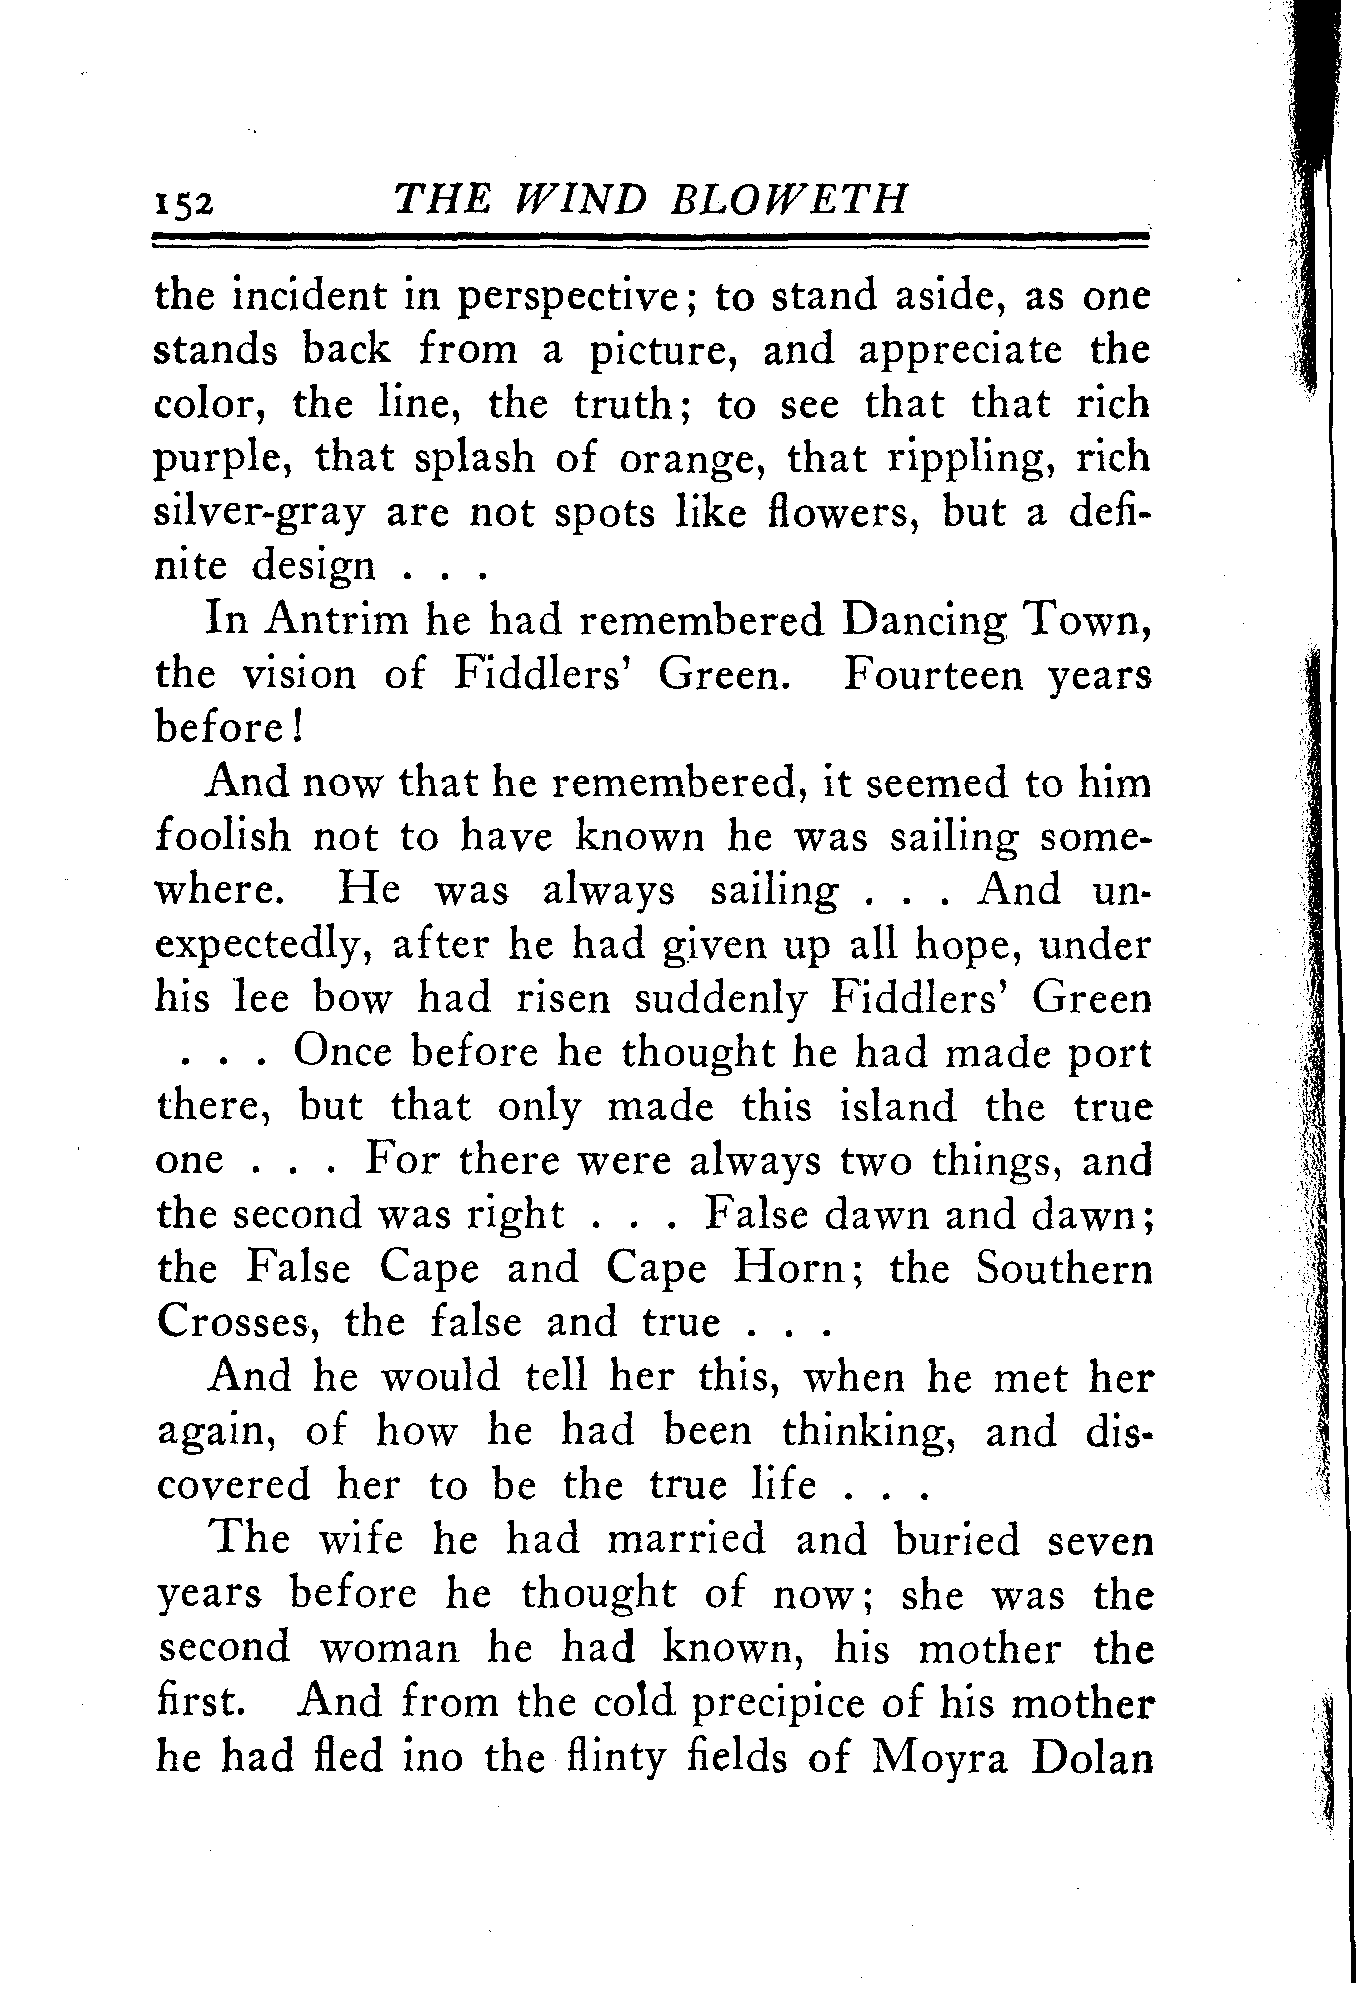 152 THE WIND BLOWETH
the incident in perspective; to stand aside, as one
stands back from a picture, and appreciate the
color, the line, the truth; to see that that rich
purple, that splash of orange, that rippling, rich
silver-gray are not spots like flowers, but a defi-
nite design . . .
In Antrim he had remembered Dancing Town,
the vision of Fiddlers' Green. Fourteen years
before!
And now that he remembered, it seemed to him
foolish not to have known he was sailing some-
where. He was always sailing . . . And un-
expectedly, after he had given up all hope, under
his lee bow had risen suddenly Fiddlers' Green
. . . Once before he thought he had made port
there, but that only made this island the true
one . . . For there were always two things, and
the second was right . . . False dawn and dawn;
the False Cape and Cape Horn; the Southern
Crosses, the false and true . . .
And he would tell her this, when he met her
again, of how he had been thinking, and dis-
covered her to be the true life . . .
The wife he had married and buried seven
years before he thought of now; she was the
second woman he had known, his mother the
first. And from the cold precipice of his mother
he had fled ino the flinty fields of Moyra Dolan